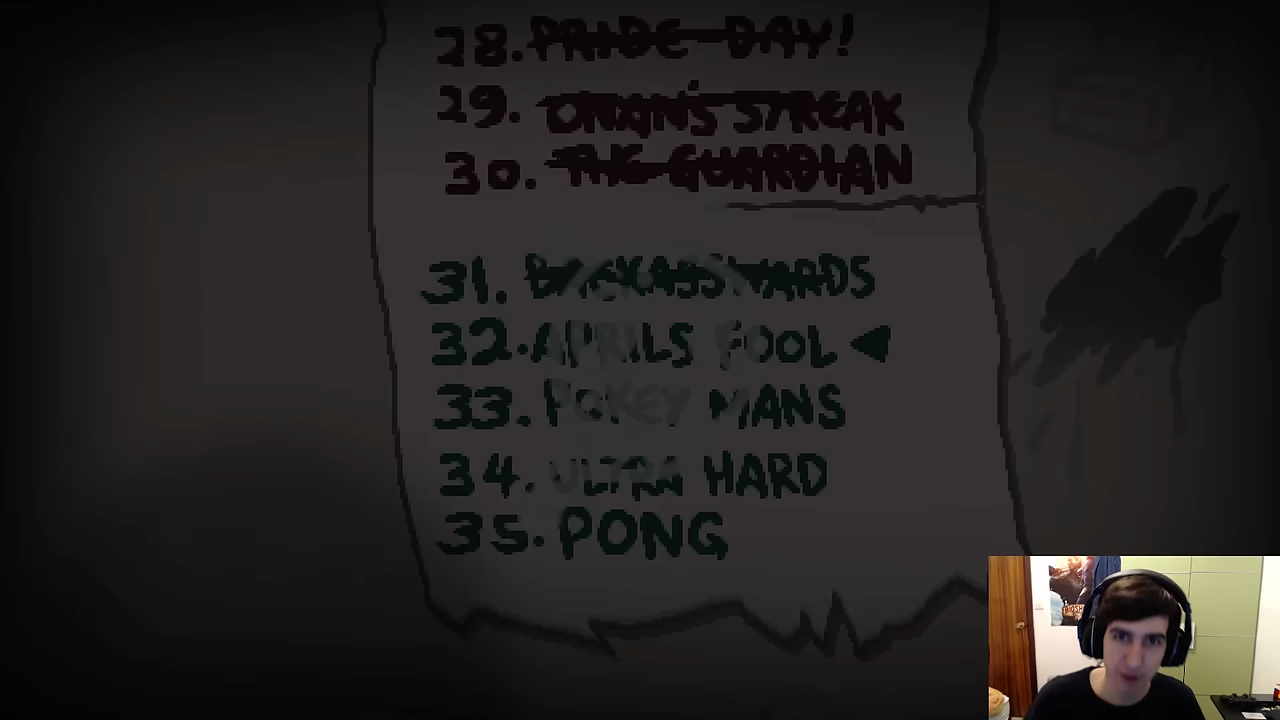 28. PRIDE DAY!
29. ONAN'S STREAK
30. THE GUARDIAN
31. BACKASSWARDS
32. APRILS FOOL
33. POKEY MANS
34. ULTRA HARD
35. PONG